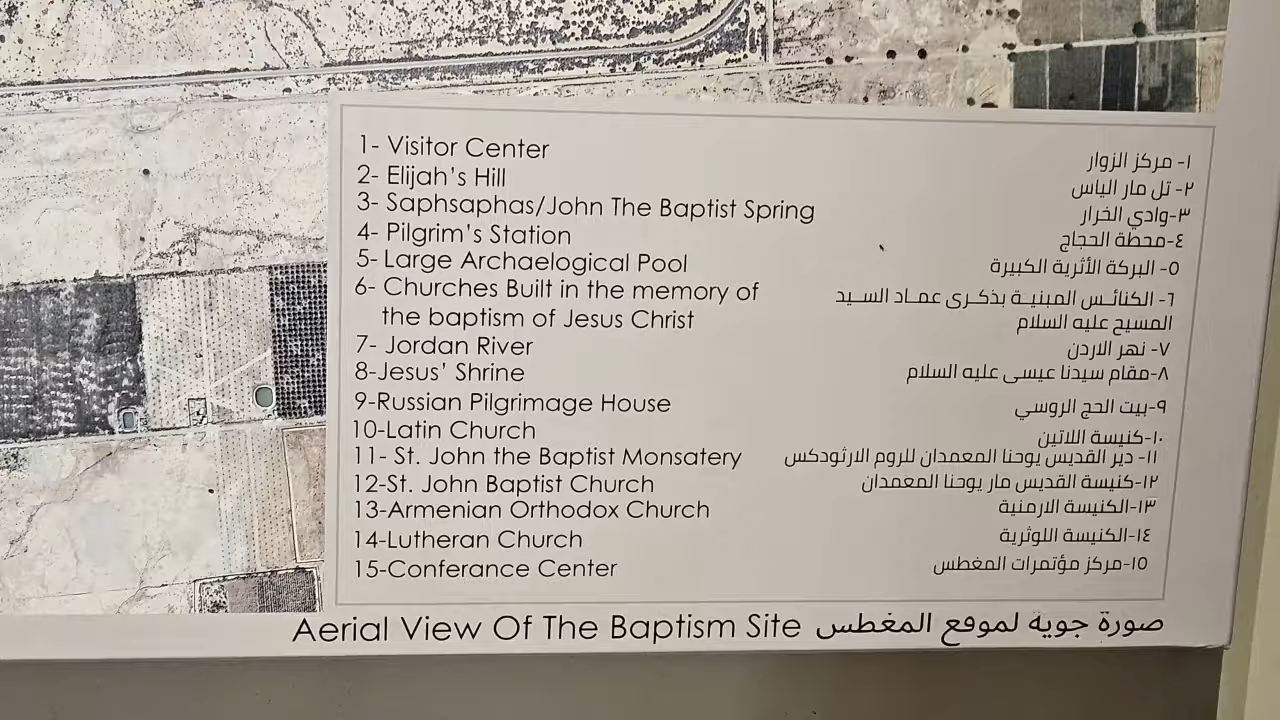 1- Visitor Center
2- Elijah's Hill
3- Saphsaphas/John The Baptist Spring
4- Pilgrim's Station
5- Large Archaelogical Pool
6- Churches Built in the memory of
the baptism of Jesus Christ
7- Jordan River
8-Jesus' Shrine
9-Russian Pilgrimage House
10-Latin Church
11- St. John the Baptist Monsatery
12-St. John Baptist Church
13-Armenian Orthodox Church
14-Lutheran Church
15-Conferance Center
١- مركز الزوار
٢- تل مار الياس
٣-وادي الخرار
٤-محطة الحجاج
٥- البركة الأثرية الكبيرة
٦- الكنائس المبنية بذكرى عماد السيد
المسيح عليه السلام
٧- نهر الاردن
٨-مقام سيدنا عيسى عليه السلام
٩-بيت الحج الروسي
١٠-كنيسة اللاتين
١١- دير القديس يوحنا المعمدان للروم الارثودكس
١٢-كنيسة القديس مار يوحنا المعمدان
١٣-الكنيسة الارمنية
١٤-الكنيسة اللوثرية
١٥-مركز مؤتمرات المغطس
Aerial View Of The Baptism Site صورة جوية لموقع المغطس